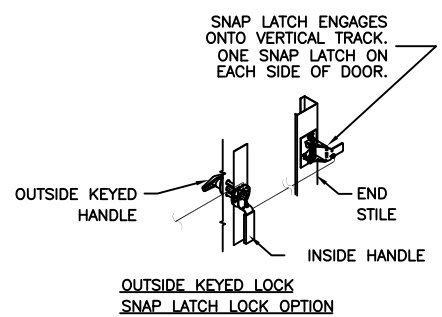 SNAP LATCH ENGAGES
ONTO VERTICAL TRACK.
ONE SNAP LATCH ON
EACH SIDE OF DOOR.
OUTSIDE KEYED
HANDLE
END
STILE
INSIDE HANDLE
OUTSIDE KEYED LOCK
SNAP LATCH LOCK OPTION